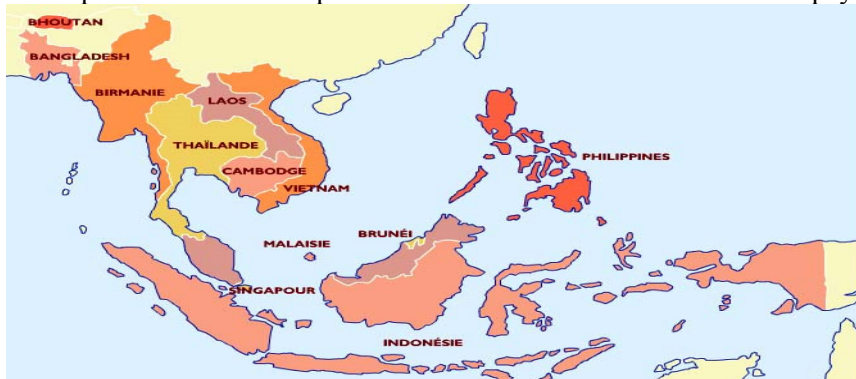 BHOUTAN
BANGLADESH
BIRMANIE
LAOS
THAÏLANDE
CAMBODGE
VIETNAM
PHILIPPINES
BRUNÉI
MALAISIE
SINGAPOUR
INDONÉSIE